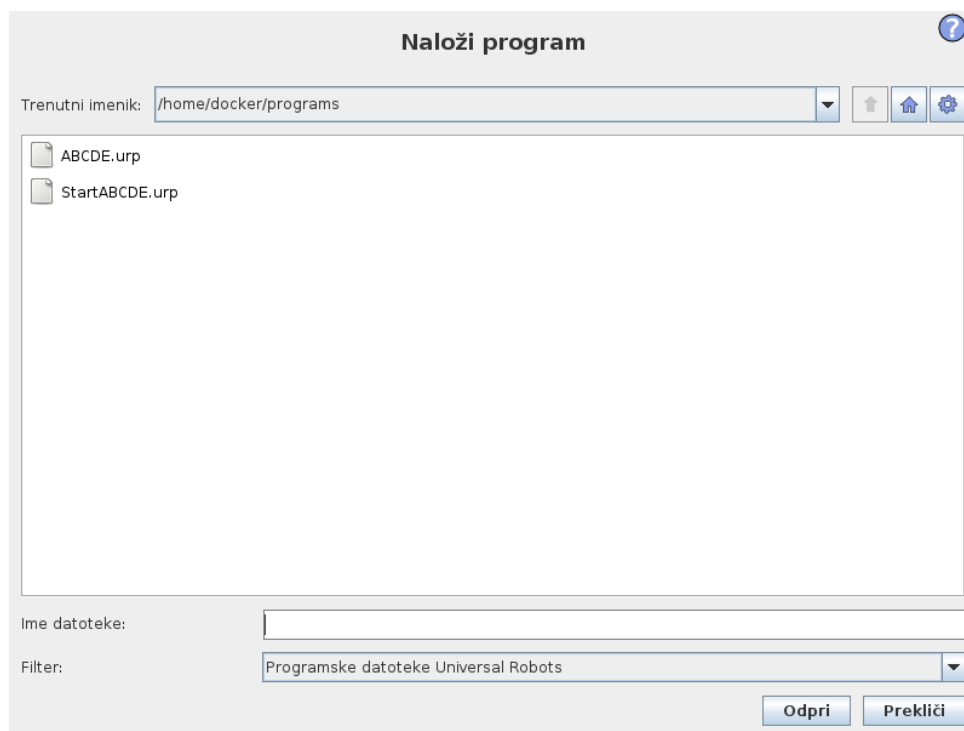 ?
Naloži program
Trenutni imenik: /home/docker/programs
ABCDE.urp
StartABCDE.urp
Ime datoteke:
Filter: Programske datoteke Universal Robots
Odpri Prekliči